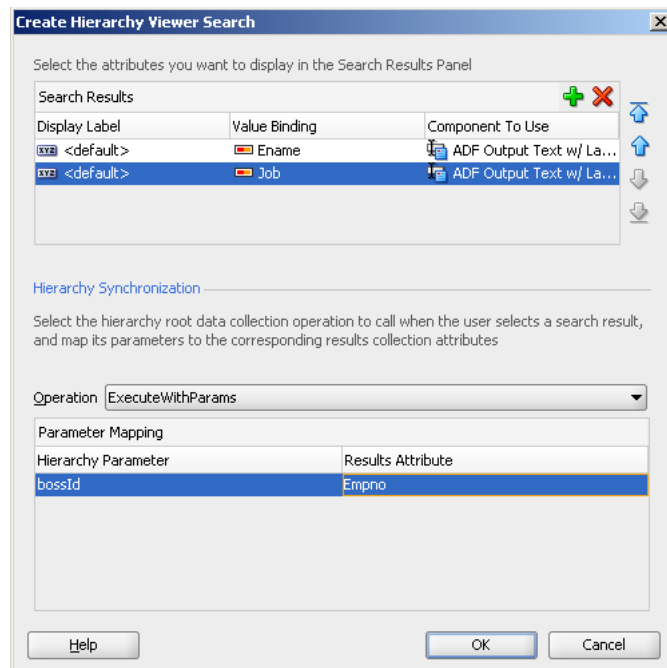 Create Hierarchy Viewer Search
Select the attributes you want to display in the Search Results Panel
Search Results
Display Label Value Binding Component To Use
xyz <default> Ename ADF Output Text w/ La...
xyz <default> Job ADF Output Text w/ La...
Hierarchy Synchronization
Select the hierarchy root data collection operation to call when the user selects a search result,
and map its parameters to the corresponding results collection attributes
Operation ExecuteWithParams
Parameter Mapping
Hierarchy Parameter Results Attribute
bossId Empno
Help OK Cancel